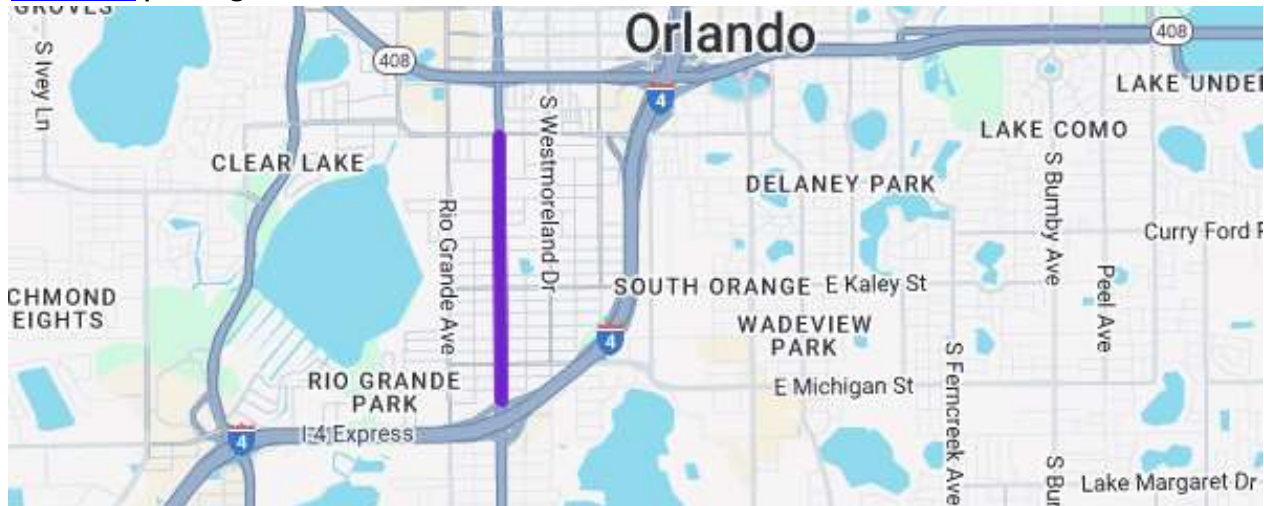 GROVES
S Ivey Ln
408
Orlando
408
4
LAKE UNDE
S Westmoreland Dr
LAKE COMO
CLEAR LAKE
S Bumby Ave
DELANEY PARK
Rio Grande Ave
Curry Ford
CHMOND
EIGHTS
SOUTH ORANGE
E Kaley St
Peel Ave
WADEVIEW
PARK
4
S Ferncreek Ave
RIO GRANDE
PARK
E Michigan St
I-4 Express
4
S Bu
Lake Margaret Dr